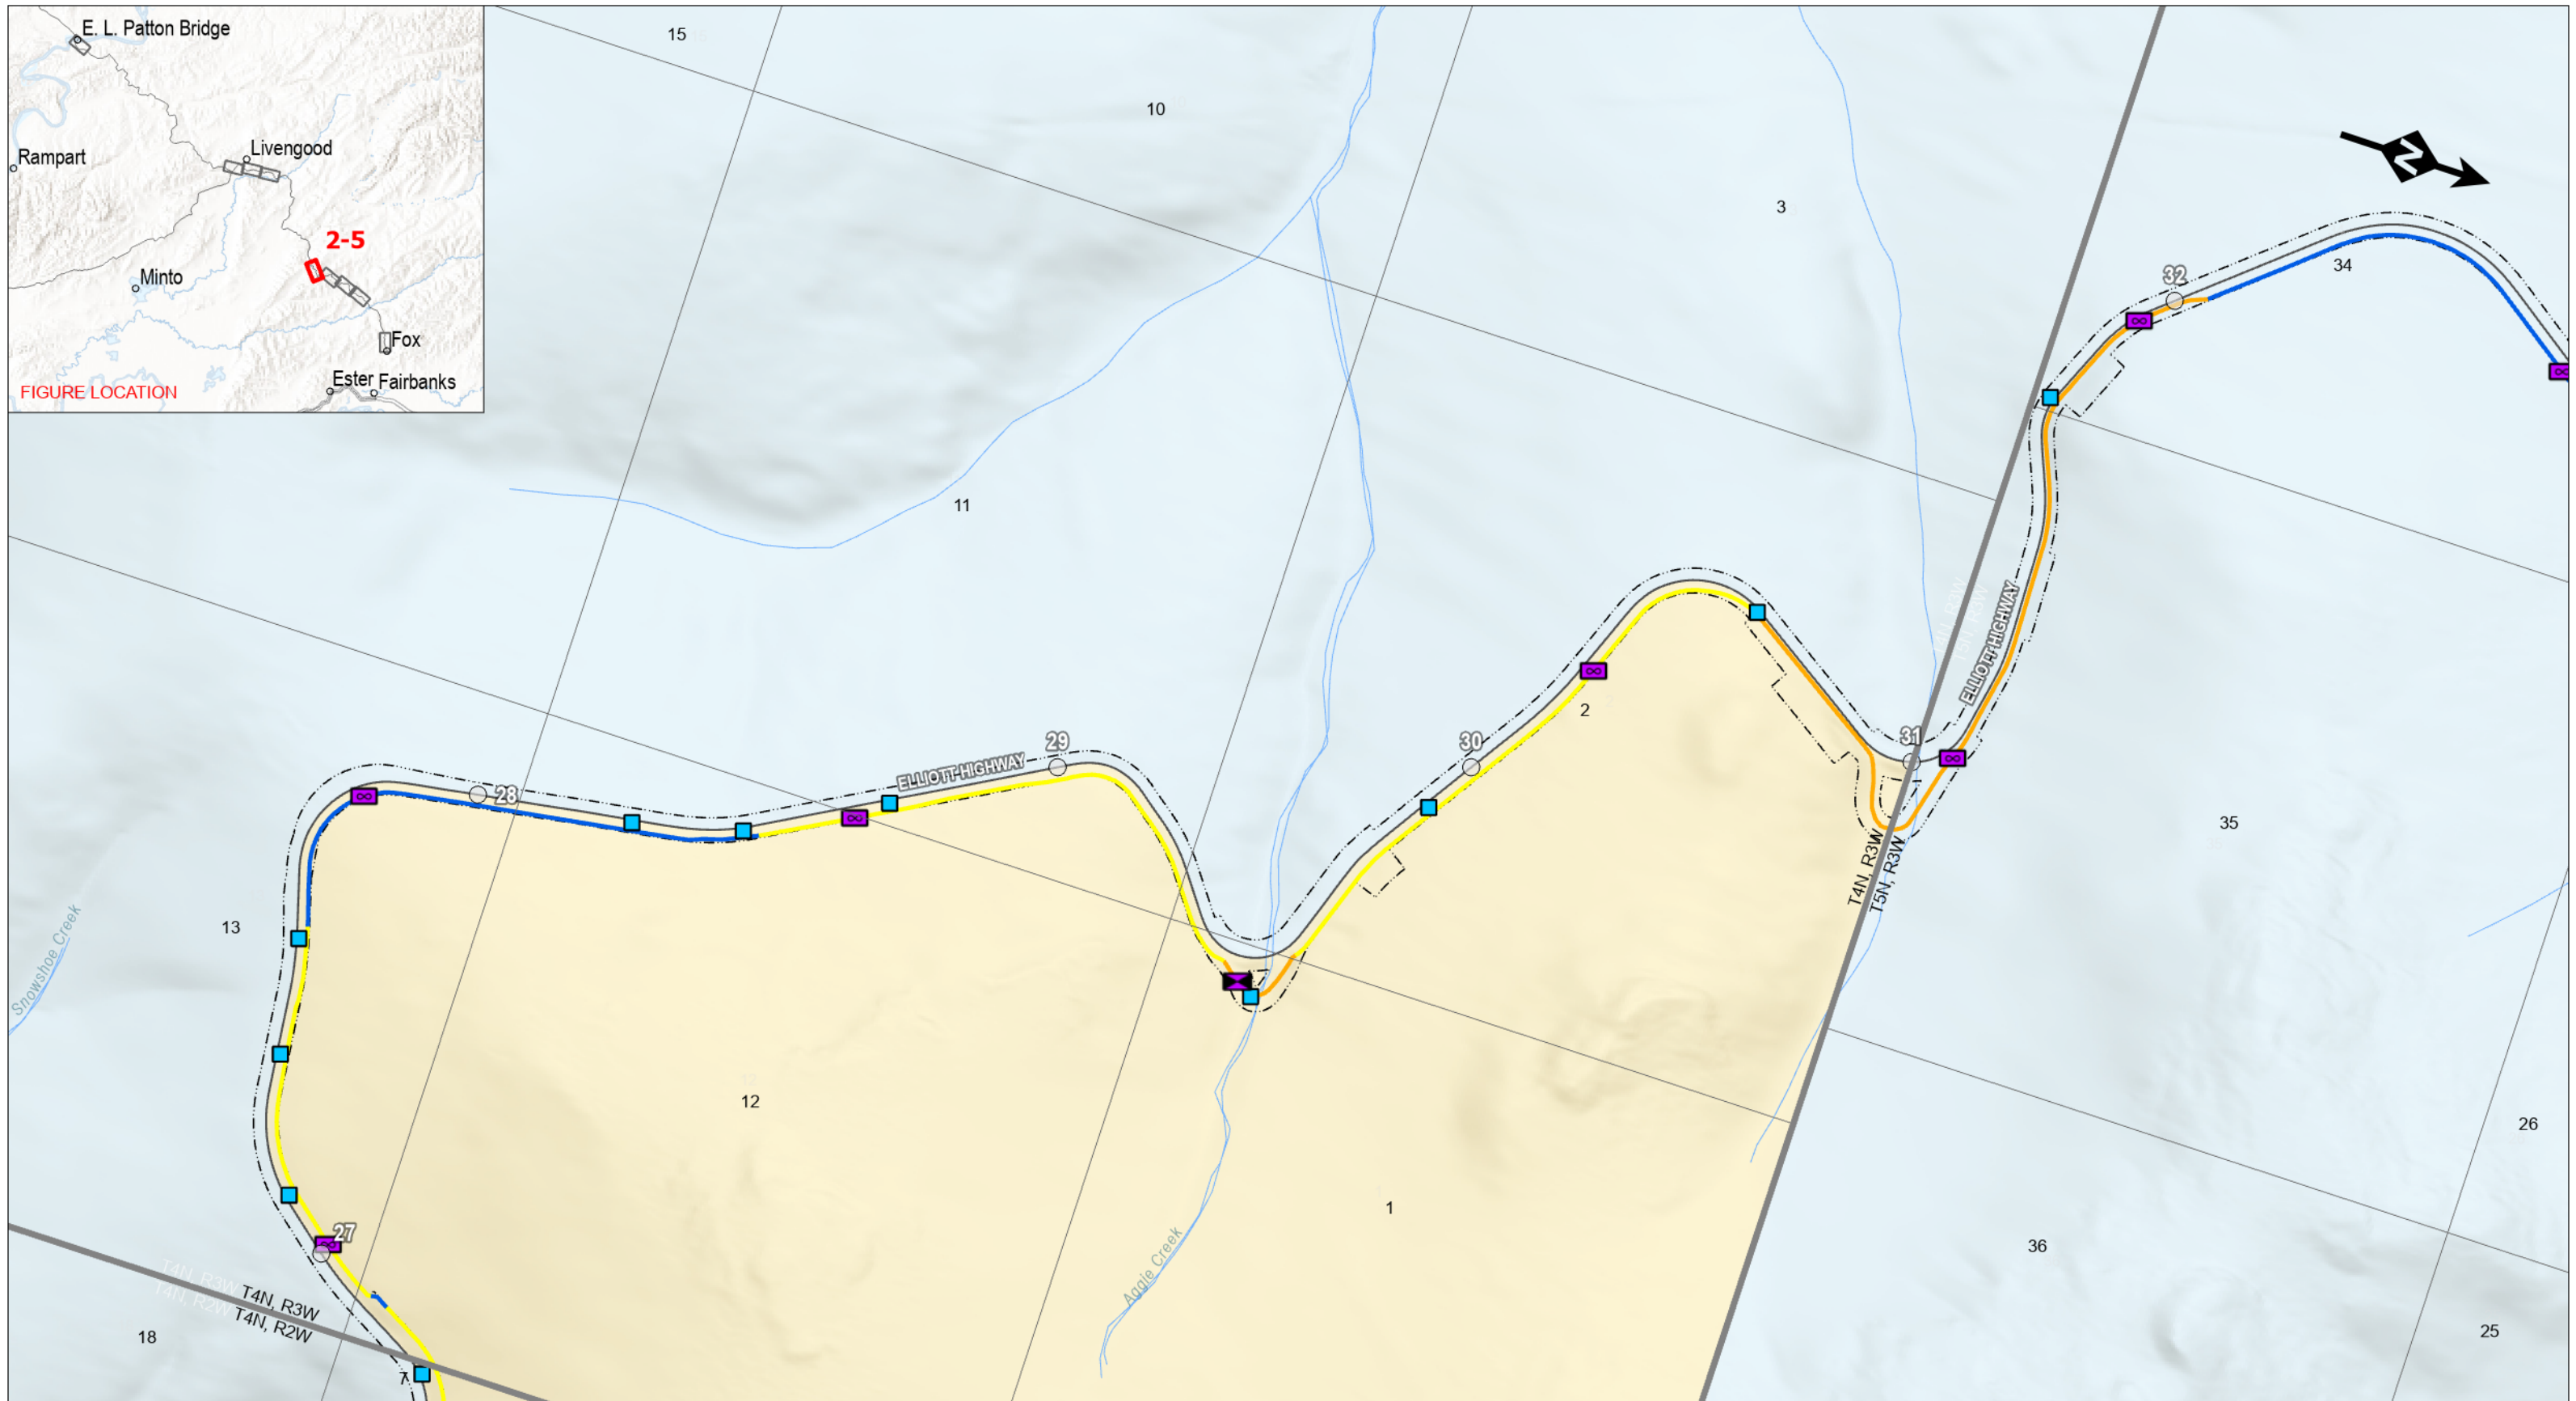 E. L. Patton Bridge
Rampart
Livengood
2-5
Minto
Fox
Ester
Fairbanks
FIGURE LOCATION
15
10
3
N
32
34
11
ELLIOTT HIGHWAY
2
31
30
29
ELLIOTT HIGHWAY
28
35
T4N, R3W
T5N, R3W
13
Snowshoe Creek
12
26
1
36
Aggie Creek
27
T4N, R3W
T4N, R2W
18
25
7